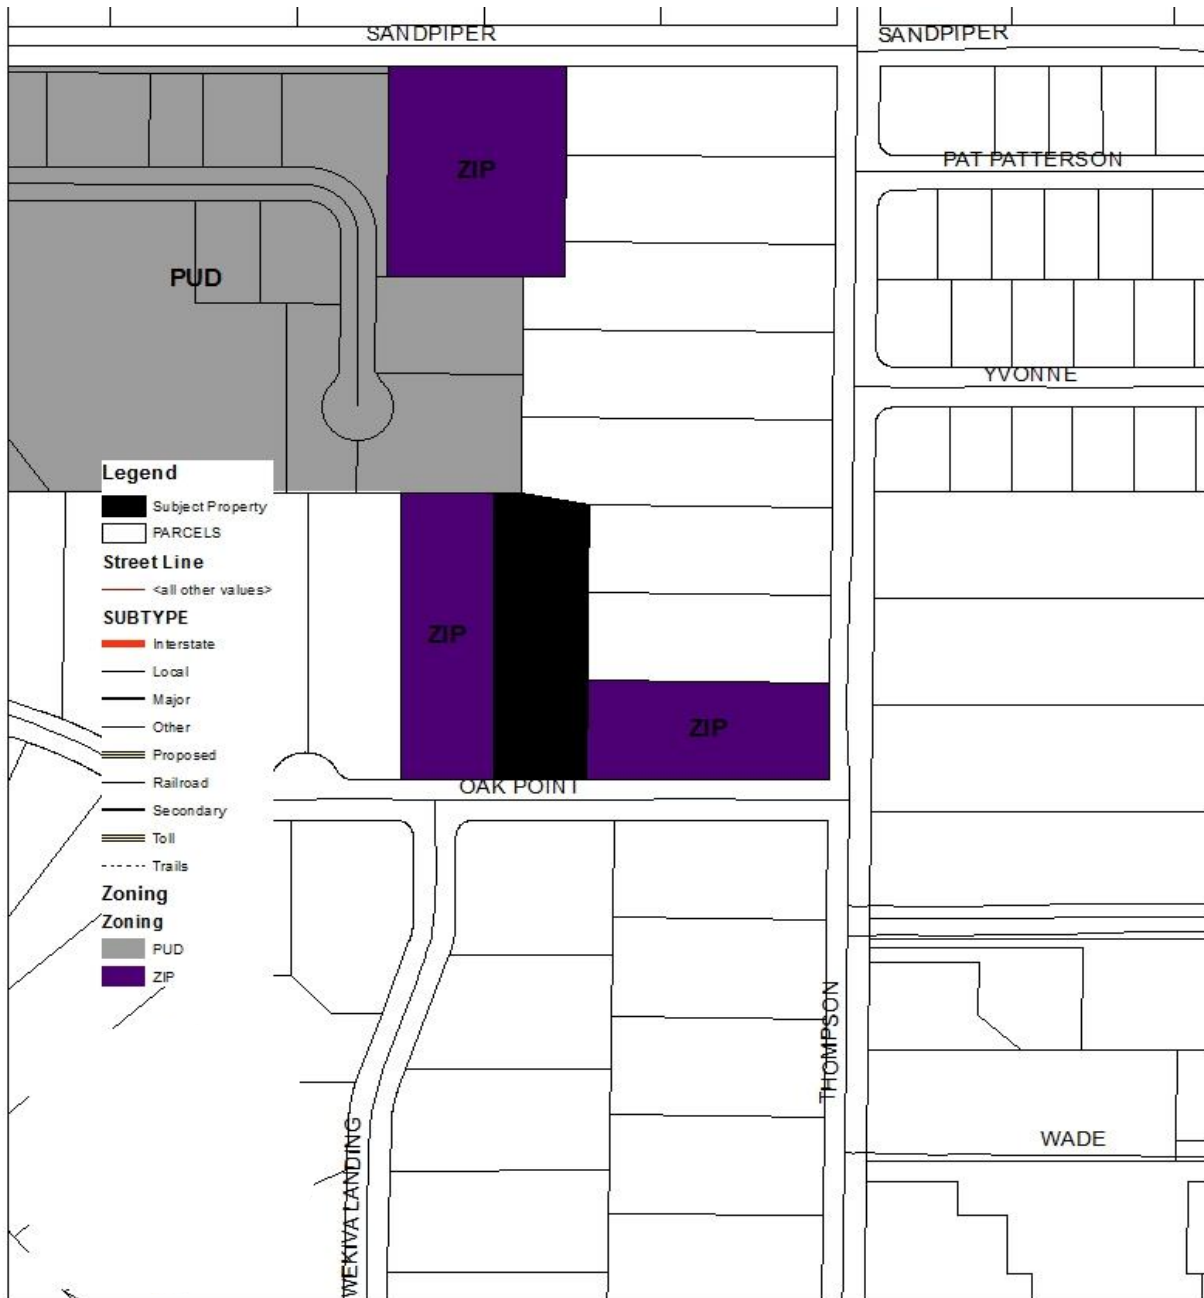 SANDPIPER
SANDPIPER
ZIP
PAT PATTERSON
PUD
YVONNE
Legend
Subject Property
PARCELS
Street Line
<all other values>
SUBTYPE
Interstate
Local
Major
Other
Proposed
Railroad
Secondary
Toll
Trails
Zoning
Zoning
PUD
ZIP
ZIP
ZIP
OAK POINT
THOMPSON
WADE
WEKIVA LANDING